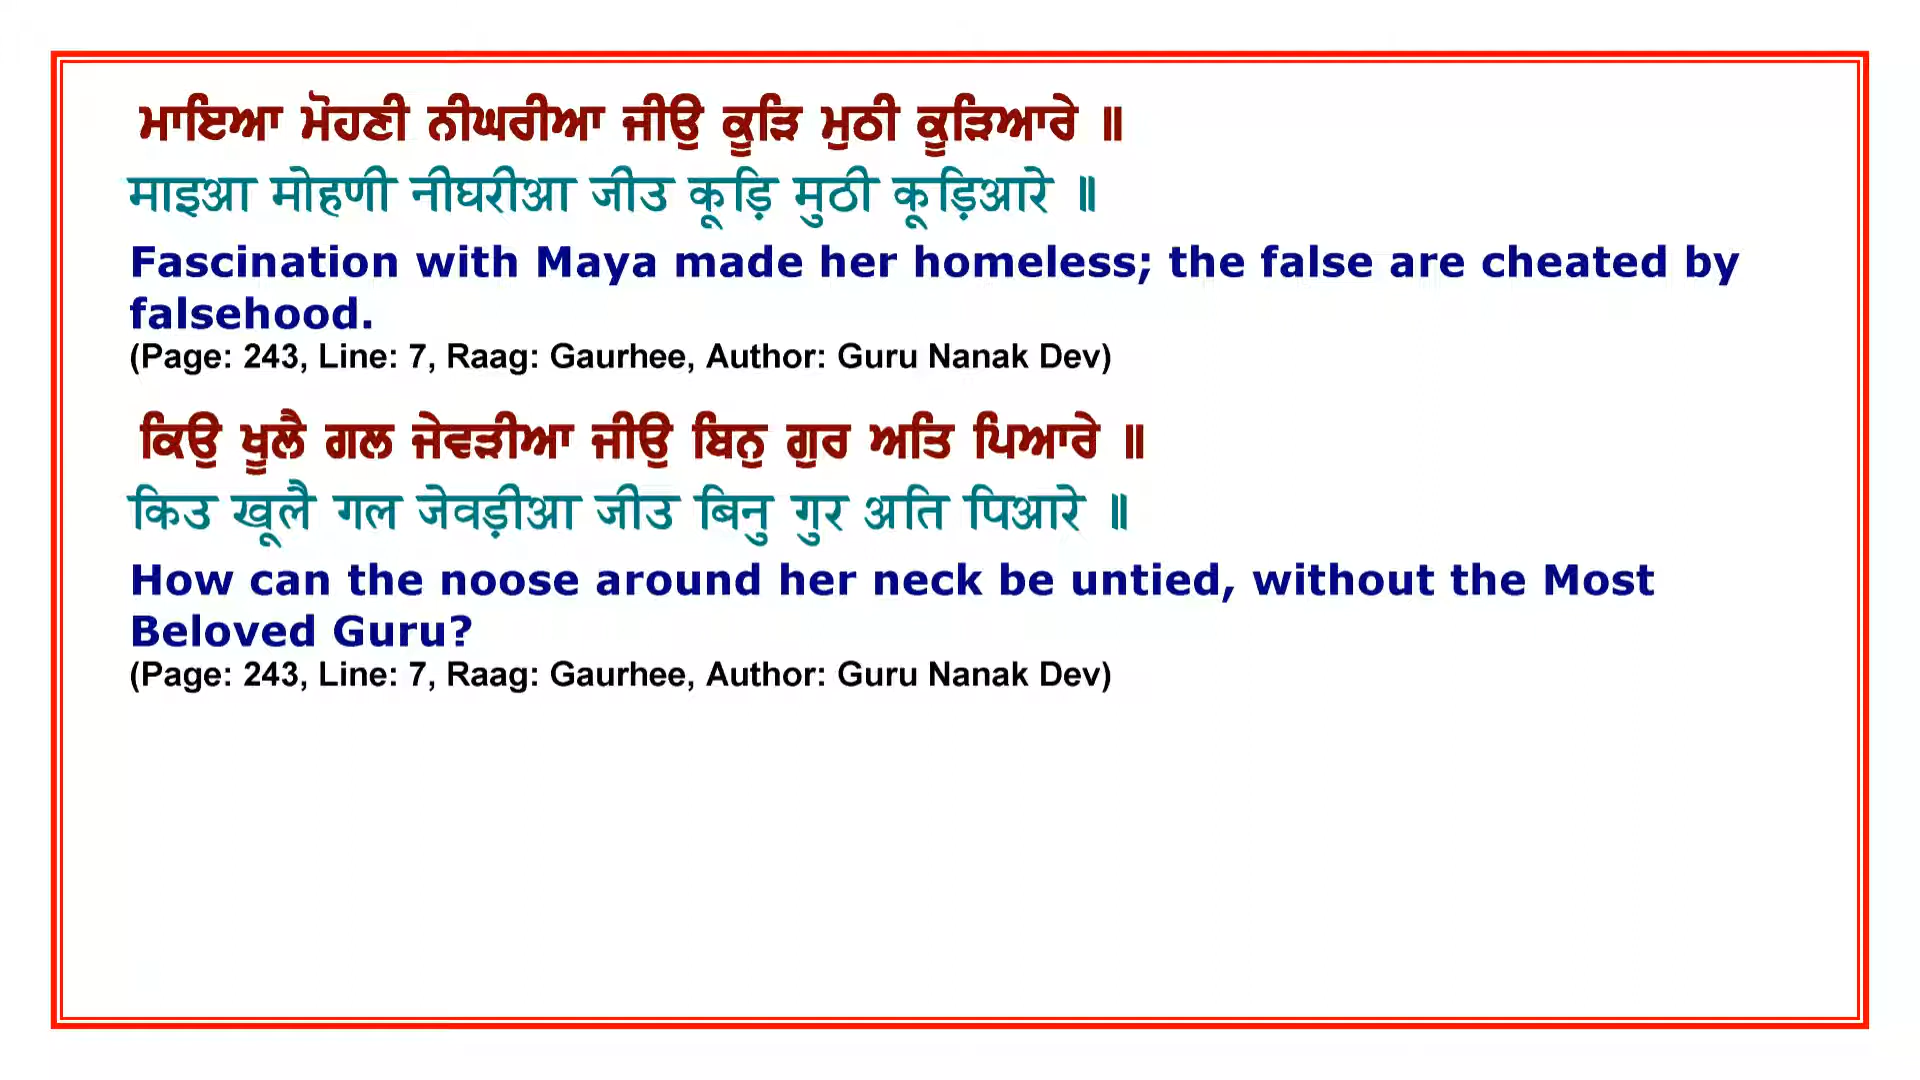 ਮਾਇਆ ਮੋਹਣੀ ਨੀਘਰੀਆ ਜੀਉ ਕੂੜਿ ਮੁਠੀ ਕੂੜਿਆਰੇ ॥
माइआ मोहणी नीघरीआ जीउ कूड़ि मुठी कूड़िआरे ॥
Fascination with Maya made her homeless; the false are cheated by
falsehood.
(Page: 243, Line: 7, Raag: Gaurhee, Author: Guru Nanak Dev)
ਕਿਉ ਖੂਲੈ ਗਲ ਜੇਵੜੀਆ ਜੀਉ ਬਿਨੁ ਗੁਰ ਅਤਿ ਪਿਆਰੇ ॥
किउ खूलै गल जेवड़ीआ जीउ बिनु गुर अति पिआरे ॥
How can the noose around her neck be untied, without the Most
Beloved Guru?
(Page: 243, Line: 7, Raag: Gaurhee, Author: Guru Nanak Dev)